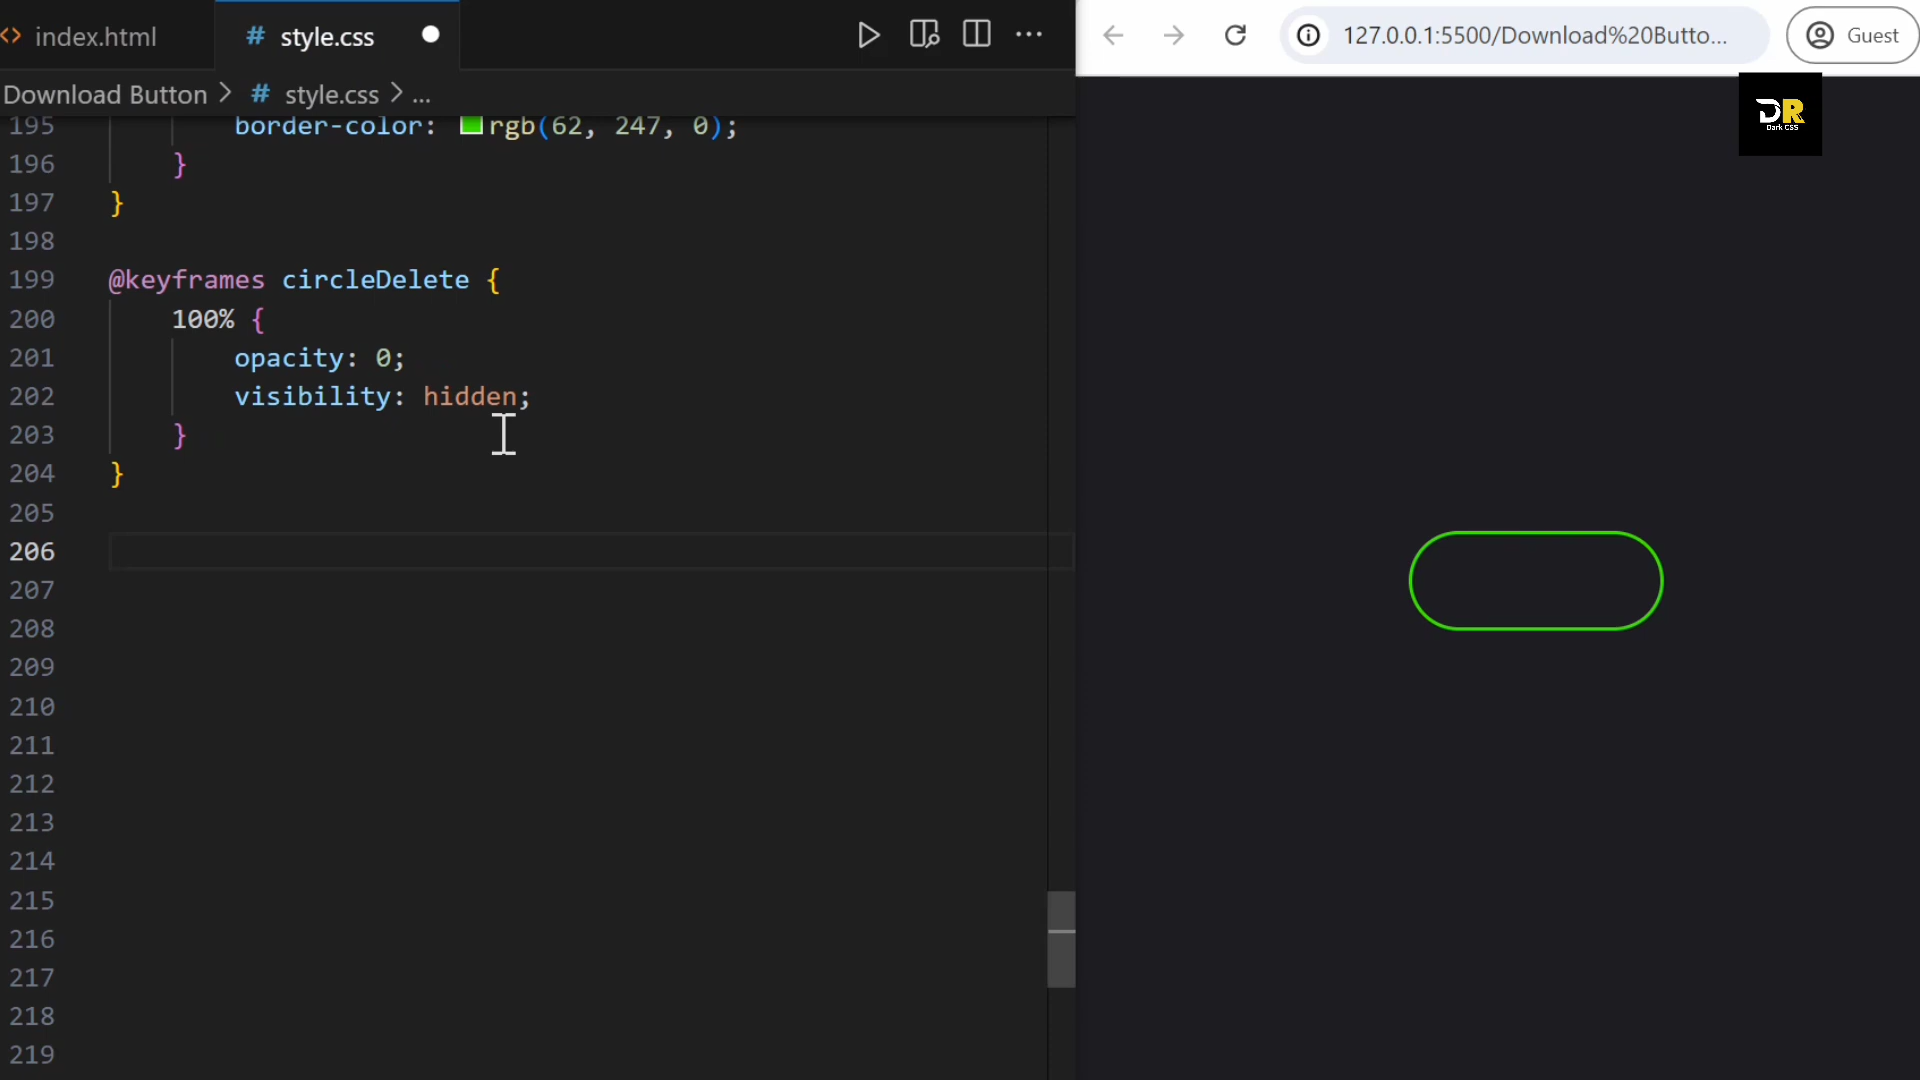 index.html
# style.css
127.0.0.1:5500/Download%20Butto...
Guest
Download Button > # style.css > ...
DR
Dark CSS
195 border-color: rgb(62, 247, 0);
196 }
197 }
198
199 @keyframes circleDelete {
200 100% {
201 opacity: 0;
202 visibility: hidden;
203 }
204 }
205
206
207
208
209
210
211
212
213
214
215
216
217
218
219